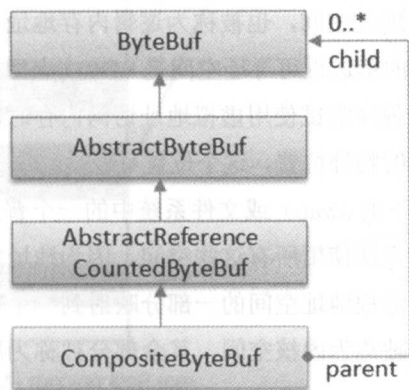 ByteBuf
0..*
child
AbstractByteBuf
AbstractReference
CountedByteBuf
CompositeByteBuf
parent